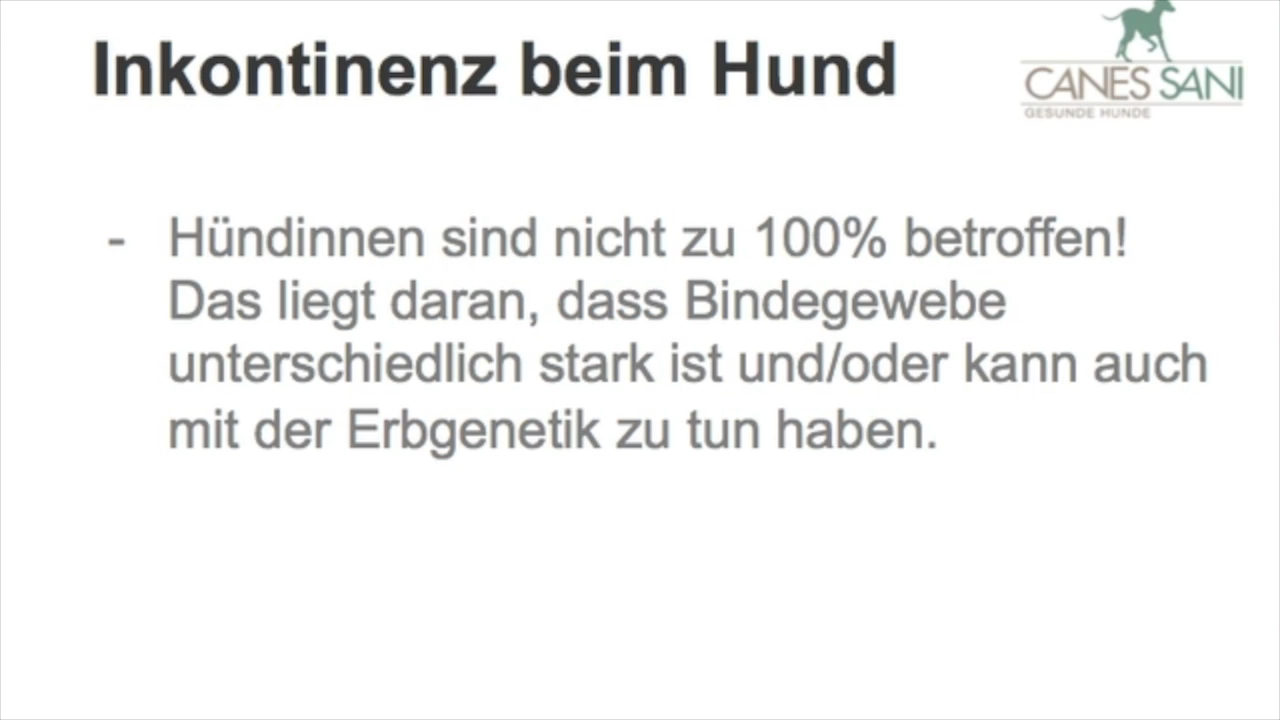 Inkontinenz beim Hund
CANES SANI
GESUNDE HUNDE
- Hündinnen sind nicht zu 100% betroffen!
Das liegt daran, dass Bindegewebe
unterschiedlich stark ist und/oder kann auch
mit der Erbgenetik zu tun haben.